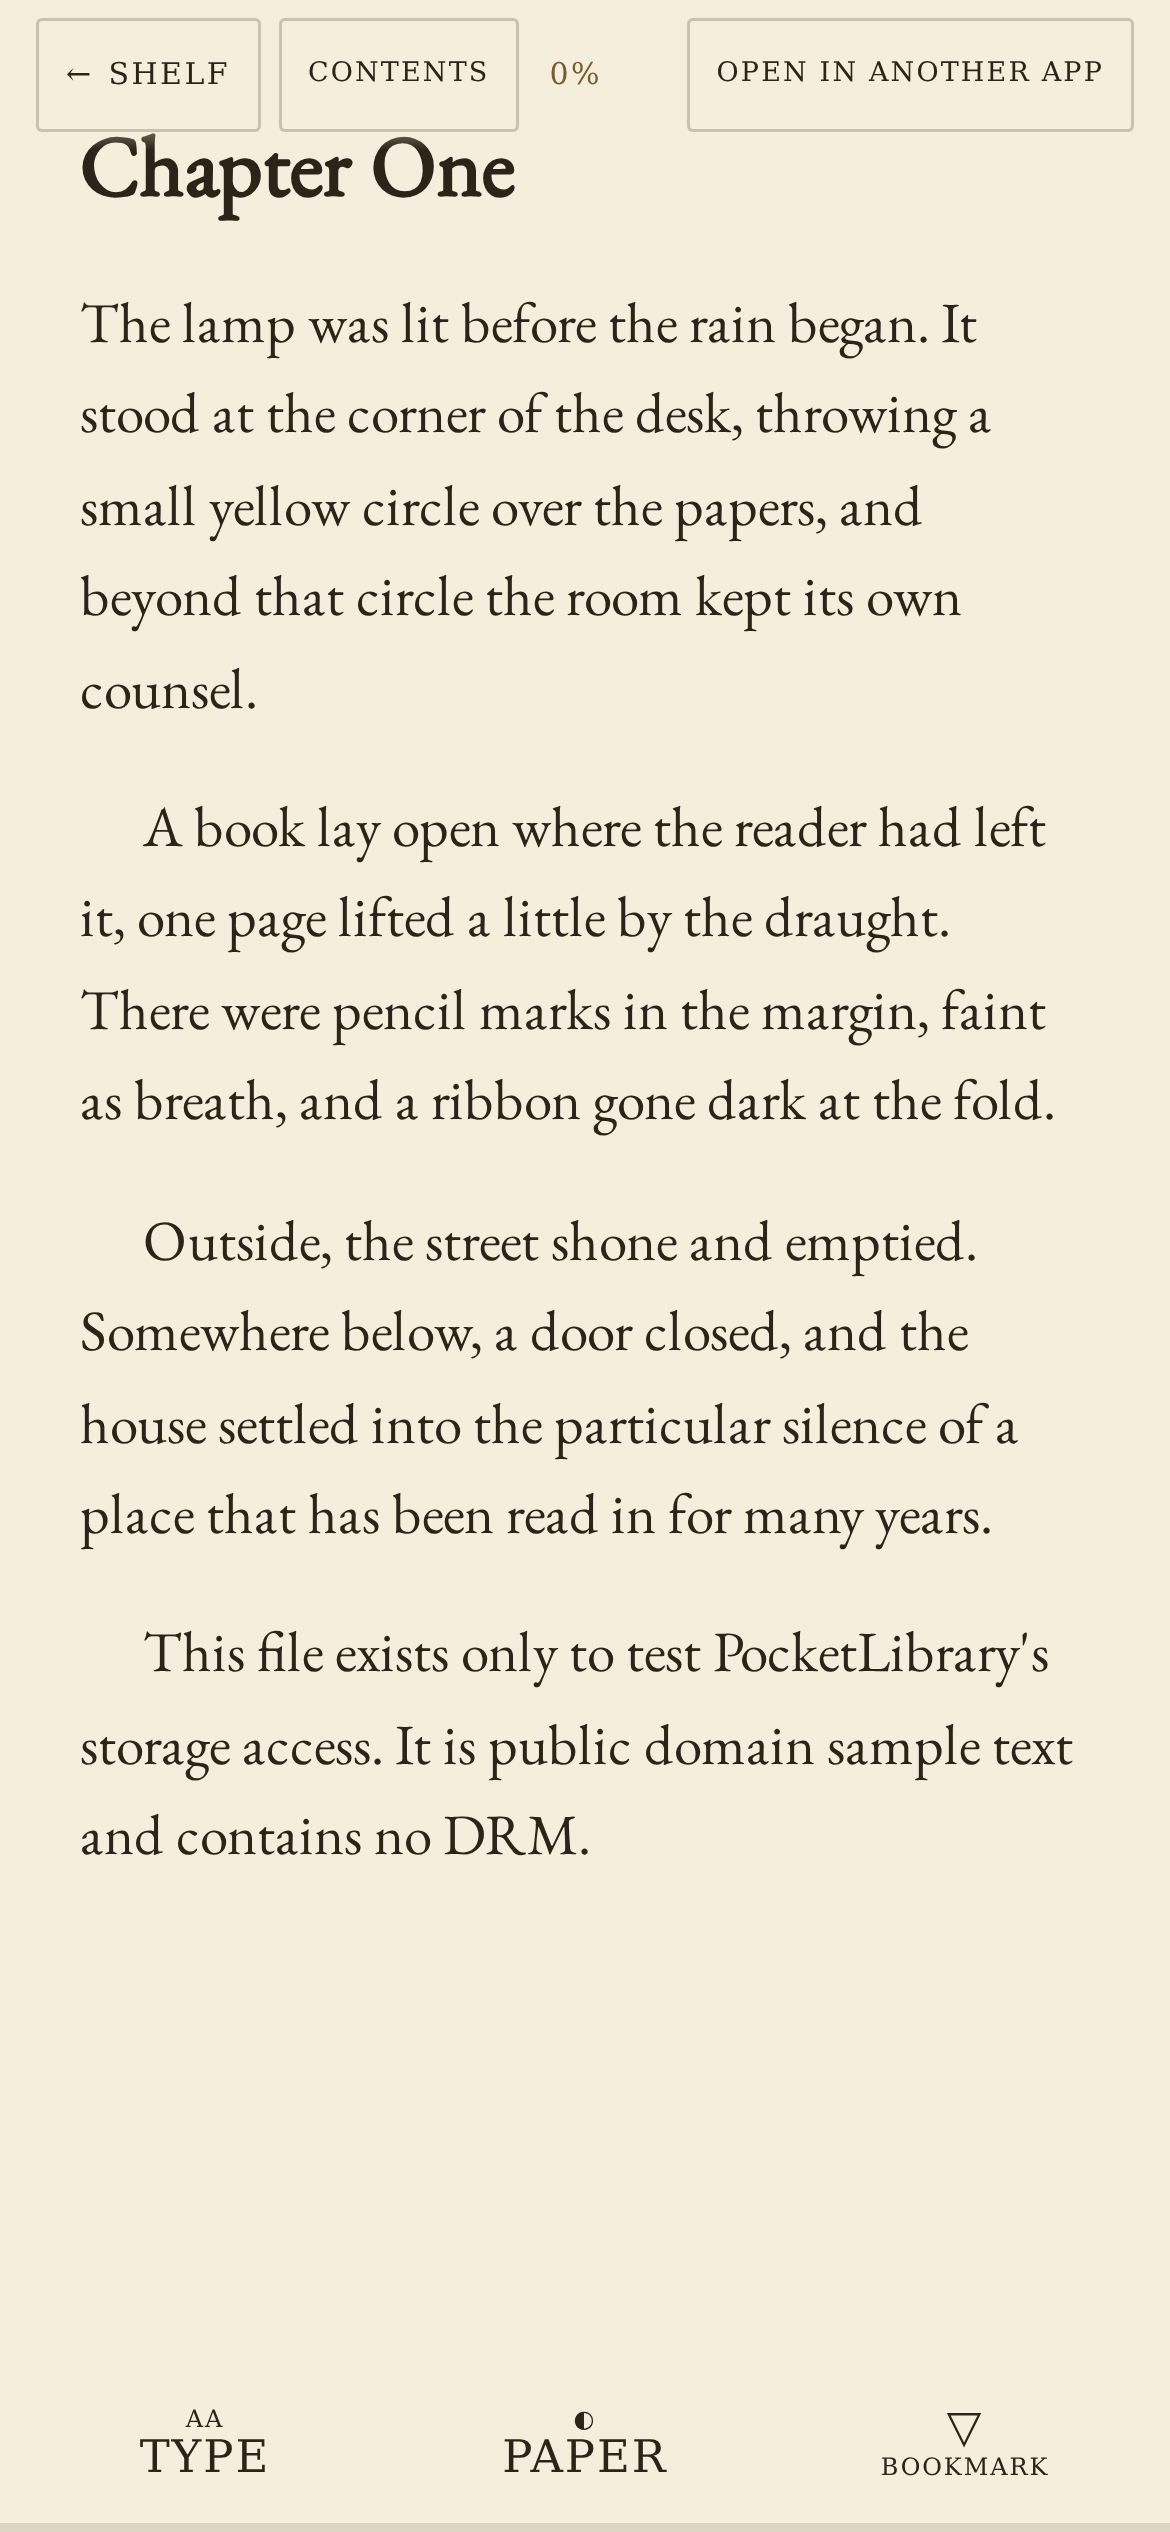 ← SHELF
CONTENTS
0%
OPEN IN ANOTHER APP
Chapter One
The lamp was lit before the rain began. It
stood at the corner of the desk, throwing a
small yellow circle over the papers, and
beyond that circle the room kept its own
counsel.
A book lay open where the reader had left
it, one page lifted a little by the draught.
There were pencil marks in the margin, faint
as breath, and a ribbon gone dark at the fold.
Outside, the street shone and emptied.
Somewhere below, a door closed, and the
house settled into the particular silence of a
place that has been read in for many years.
This file exists only to test PocketLibrary's
storage access. It is public domain sample text
and contains no DRM.
AA
TYPE
PAPER
BOOKMARK